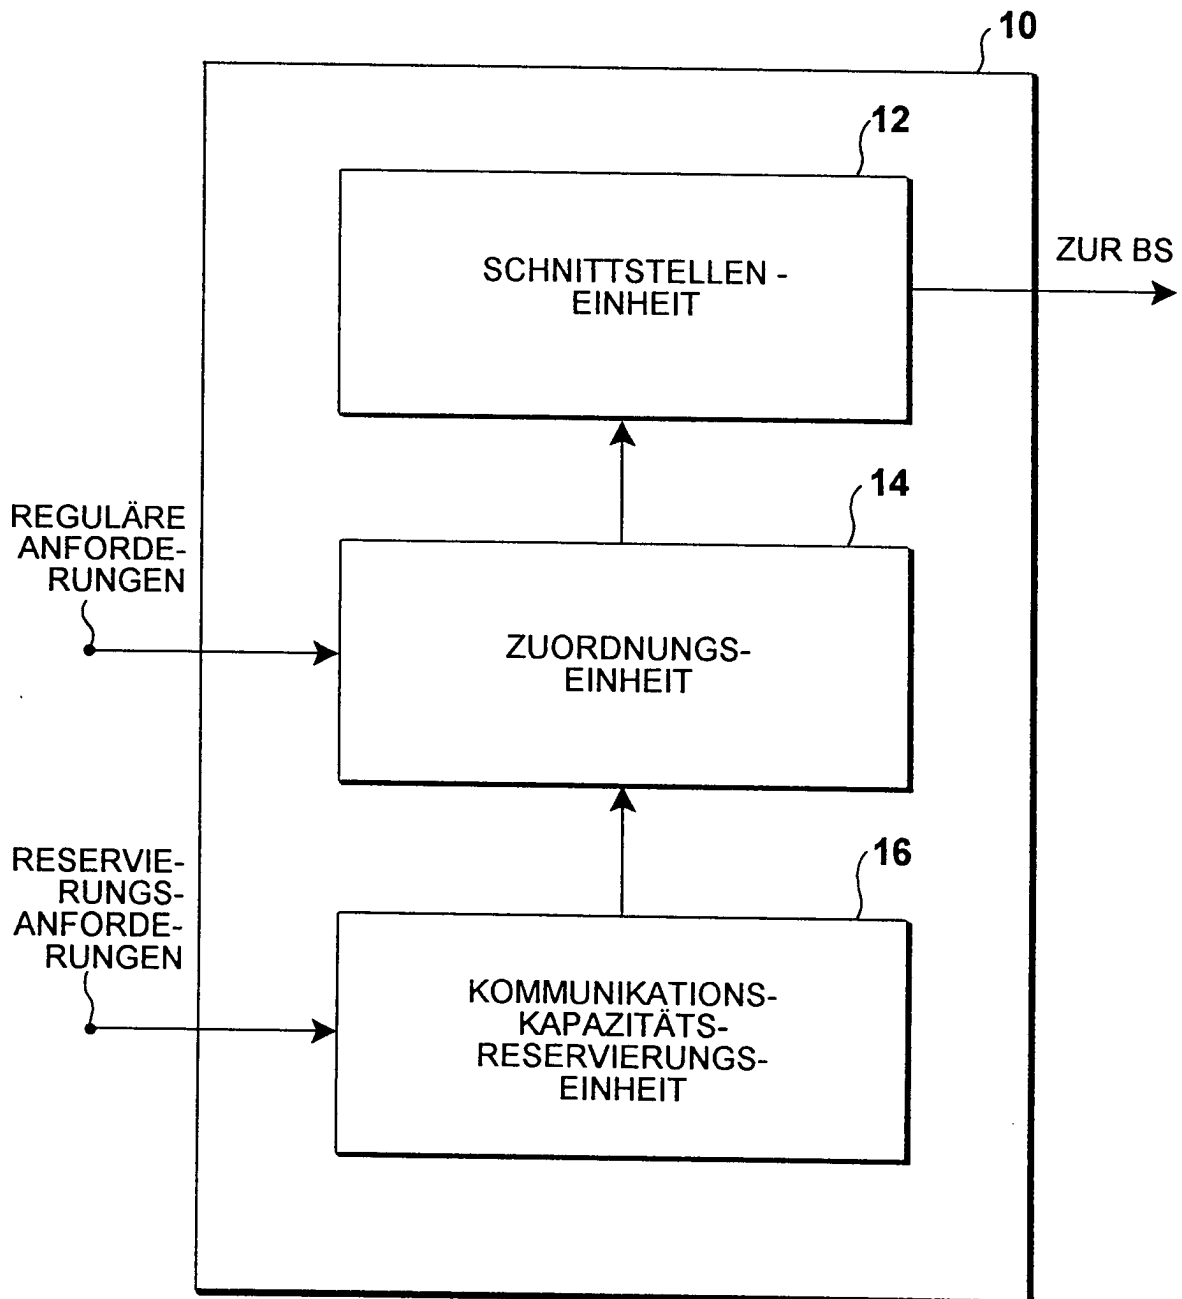 10
12
SCHNITTSTELLEN -
EINHEIT
ZUR BS
14
REGULÄRE
ANFORDE-
RUNGEN
ZUORDNUNGS-
EINHEIT
16
RESERVIE-
RUNGS-
ANFORDE-
RUNGEN
KOMMUNIKATIONS-
KAPAZITÄTS-
RESERVIERUNGS-
EINHEIT